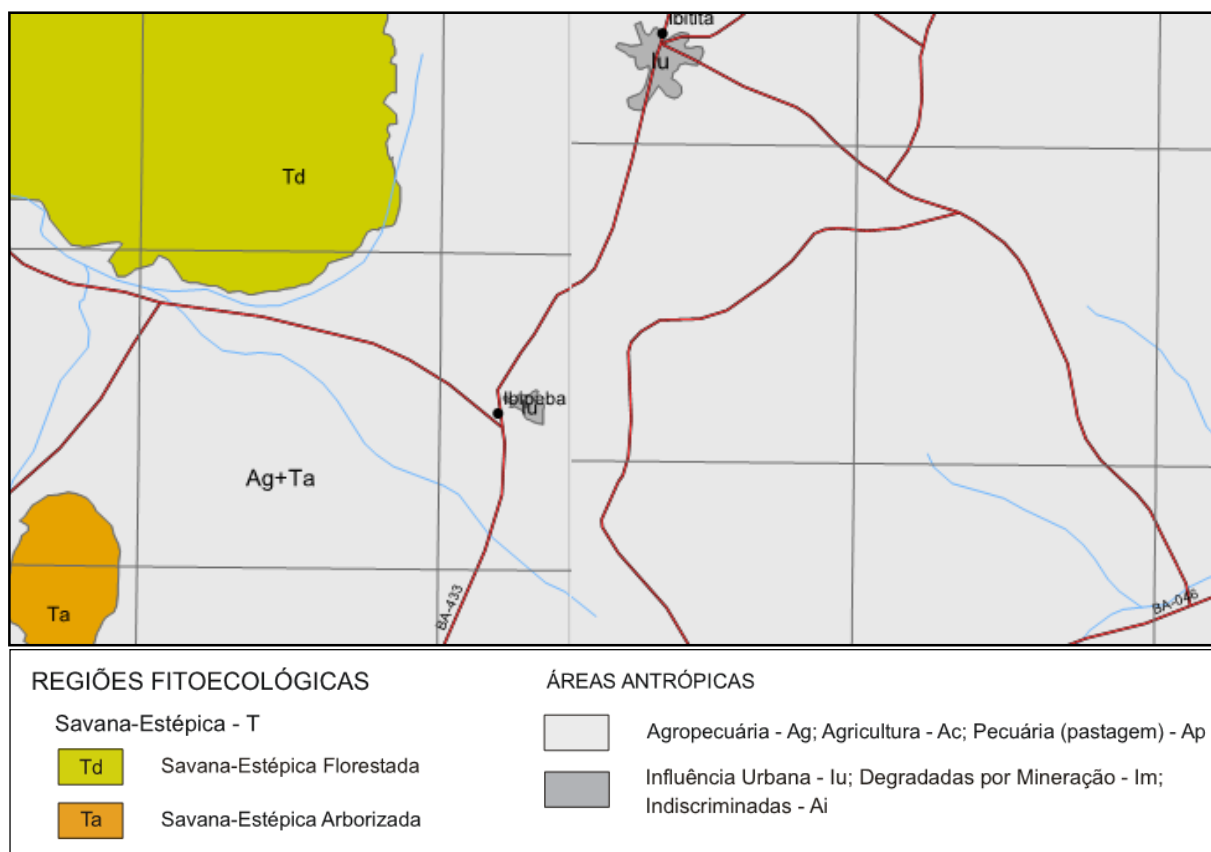 Ibititá
Iu
Td
Ibipeba
Iu
Ag+Ta
Ta
BA-433
BA-046
REGIÕES FITOECOLÓGICAS
Savana-Estépica - T
Td Savana-Estépica Florestada
Ta Savana-Estépica Arborizada
ÁREAS ANTRÓPICAS
Agropecuária - Ag; Agricultura - Ac; Pecuária (pastagem) - Ap
Influência Urbana - Iu; Degradadas por Mineração - Im;
Indiscriminadas - Ai